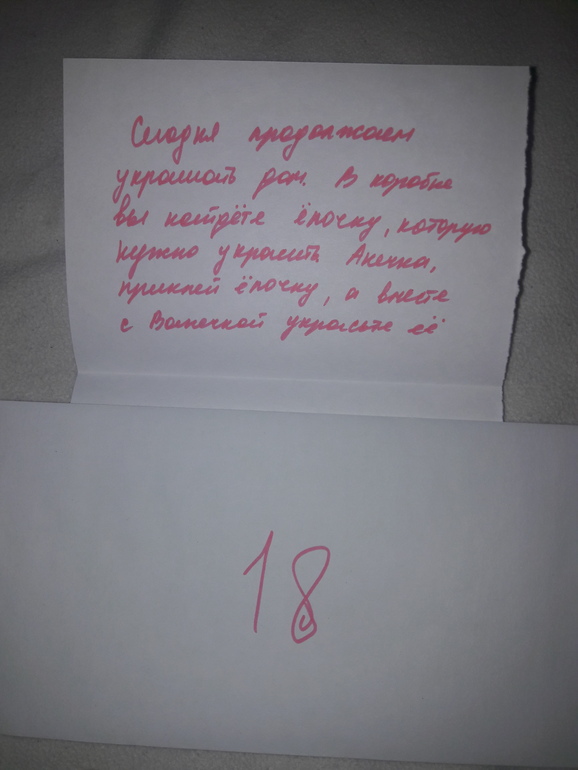 Сегодня продолжаем
украшать дом. В коробке
вы найдёте ёлочку, которую
нужно украсить Анечка,
приклей ёлочку, а вместе
с Ванечкой украсьте её
18